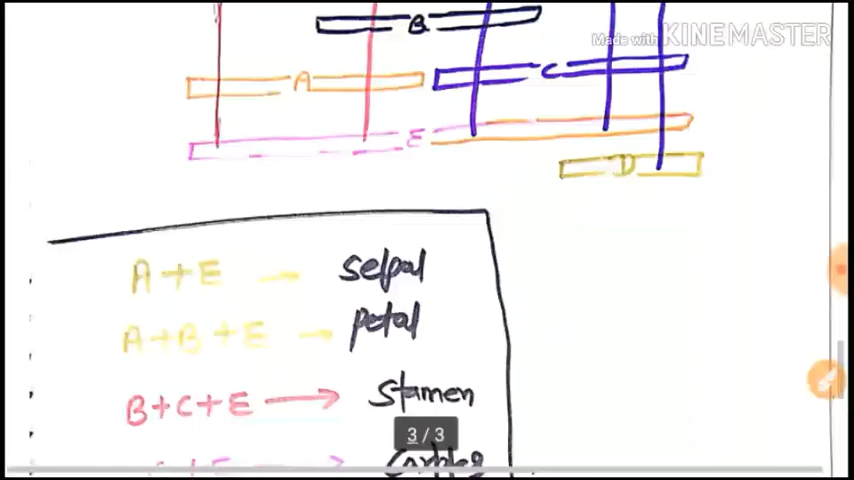 B
Made with KINEMASTER
A
C
E
D
A+E — selpal
A+B+E → petal
B+C+E → stamen
3 / 3
C+E →